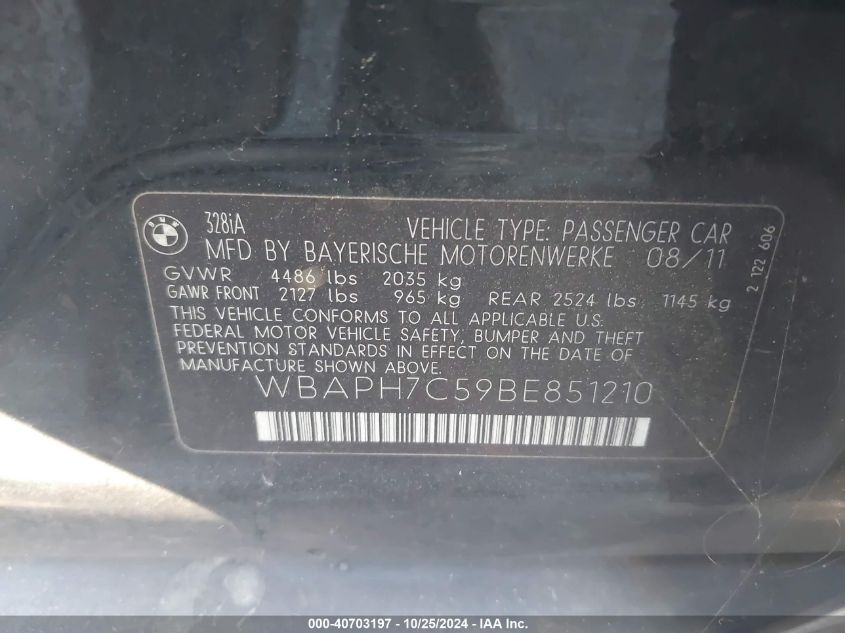 BMW
328iA VEHICLE TYPE: PASSENGER CAR
MFD BY BAYERISCHE MOTORENWERKE 08/11
GVWR 4486 lbs 2035 kg
GAWR FRONT 2127 lbs 965 kg REAR 2524 lbs 1145 kg
THIS VEHICLE CONFORMS TO ALL APPLICABLE U.S.
FEDERAL MOTOR VEHICLE SAFETY, BUMPER AND THEFT
PREVENTION STANDARDS IN EFFECT ON THE DATE OF
MANUFACTURE SHOWN ABOVE.
WBAPH7C59BE851210
2 122 606
000-40703197 - 10/25/2024 - IAA Inc.